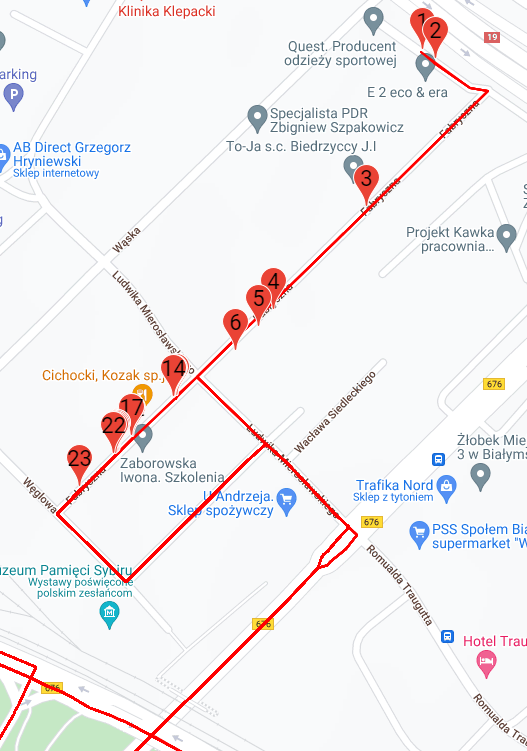 Klinika Klepacki
1
2
19
Quest. Producent
odzieży sportowej
E 2 eco & era
arking
P
Specjalista PDR
Zbigniew Szpakowicz
Fabryczna
To-Ja s.c. Biedrzyccy J.I
AB Direct Grzegorz
Hryniewski
Sklep internetowy
3
Fabryczna
Wąska
Projekt Kawka
pracownia...
Ludwika Mierosławskiego
4
5
6
14
Cichocki, Kozak sp.j
676
17
22
Wacława Siedleckiego
Ludwika Mierosławskiego
23
Zaborowska
Iwona. Szkolenia
Fabryczna
Węglowa
U Andrzeja.
Sklep spożywczy
Trafika Nord
Sklep z tytoniem
Żłobek Miej
3 w Białyms
676
PSS Społem Bia
supermarket "W
Romualda Traugutta
uzeum Pamięci Sybiru
Wystawy poświęcone
polskim zesłańcom
676
Hotel Trau
676
Romualda Trau